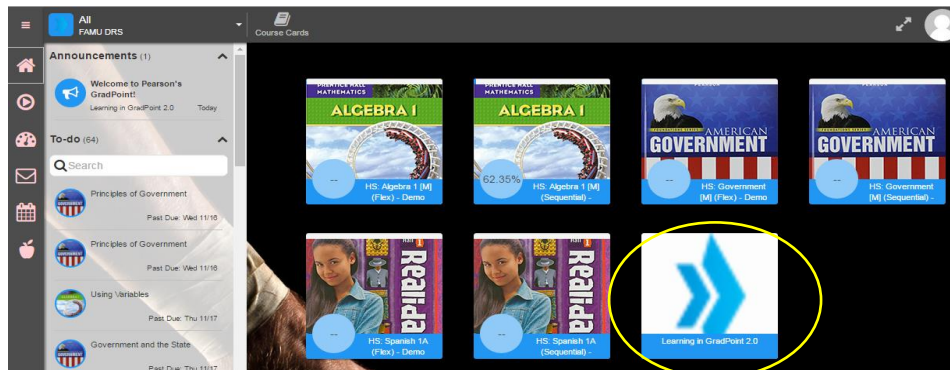 All
FAMU DRS
Course Cards
Announcements (1)
Welcome to Pearson's
GradPoint!
Learning in GradPoint 2.0 Today
To-do (64)
Search
Principles of Government
Past Due: Wed 11/16
Principles of Government
Past Due: Wed 11/16
Using Variables
Past Due: Thu 11/17
Government and the State
Past Due: Thu 11/17
PRENTICE HALL
MATHEMATICS
ALGEBRA 1
--
HS: Algebra 1 [M]
(Flex) - Demo
PRENTICE HALL
MATHEMATICS
ALGEBRA 1
62.35%
HS: Algebra 1 [M]
(Sequential) -
AMERICAN
GOVERNMENT
--
HS: Government
[M] (Flex) - Demo
AMERICAN
GOVERNMENT
--
HS: Government
[M] (Sequential) -
Realida
1
--
HS: Spanish 1A
(Flex) - Demo
Realida
1
--
HS: Spanish 1A
(Sequential) -
Learning in GradPoint 2.0